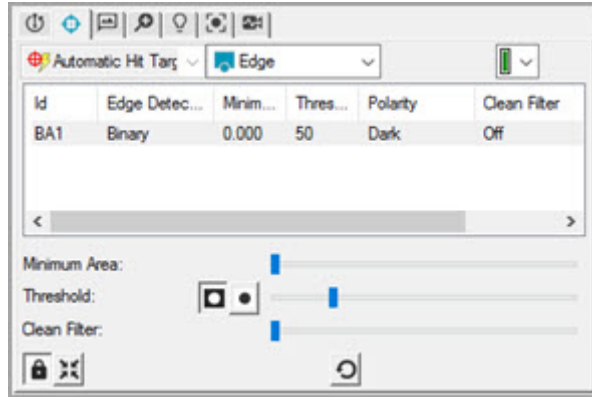 Automatic Hit Targ Edge
Id Edge Detec... Minim... Thres... Polarity Clean Filter
BA1 Binary 0.000 50 Dark Off
Minimum Area:
Threshold:
Clean Filter: